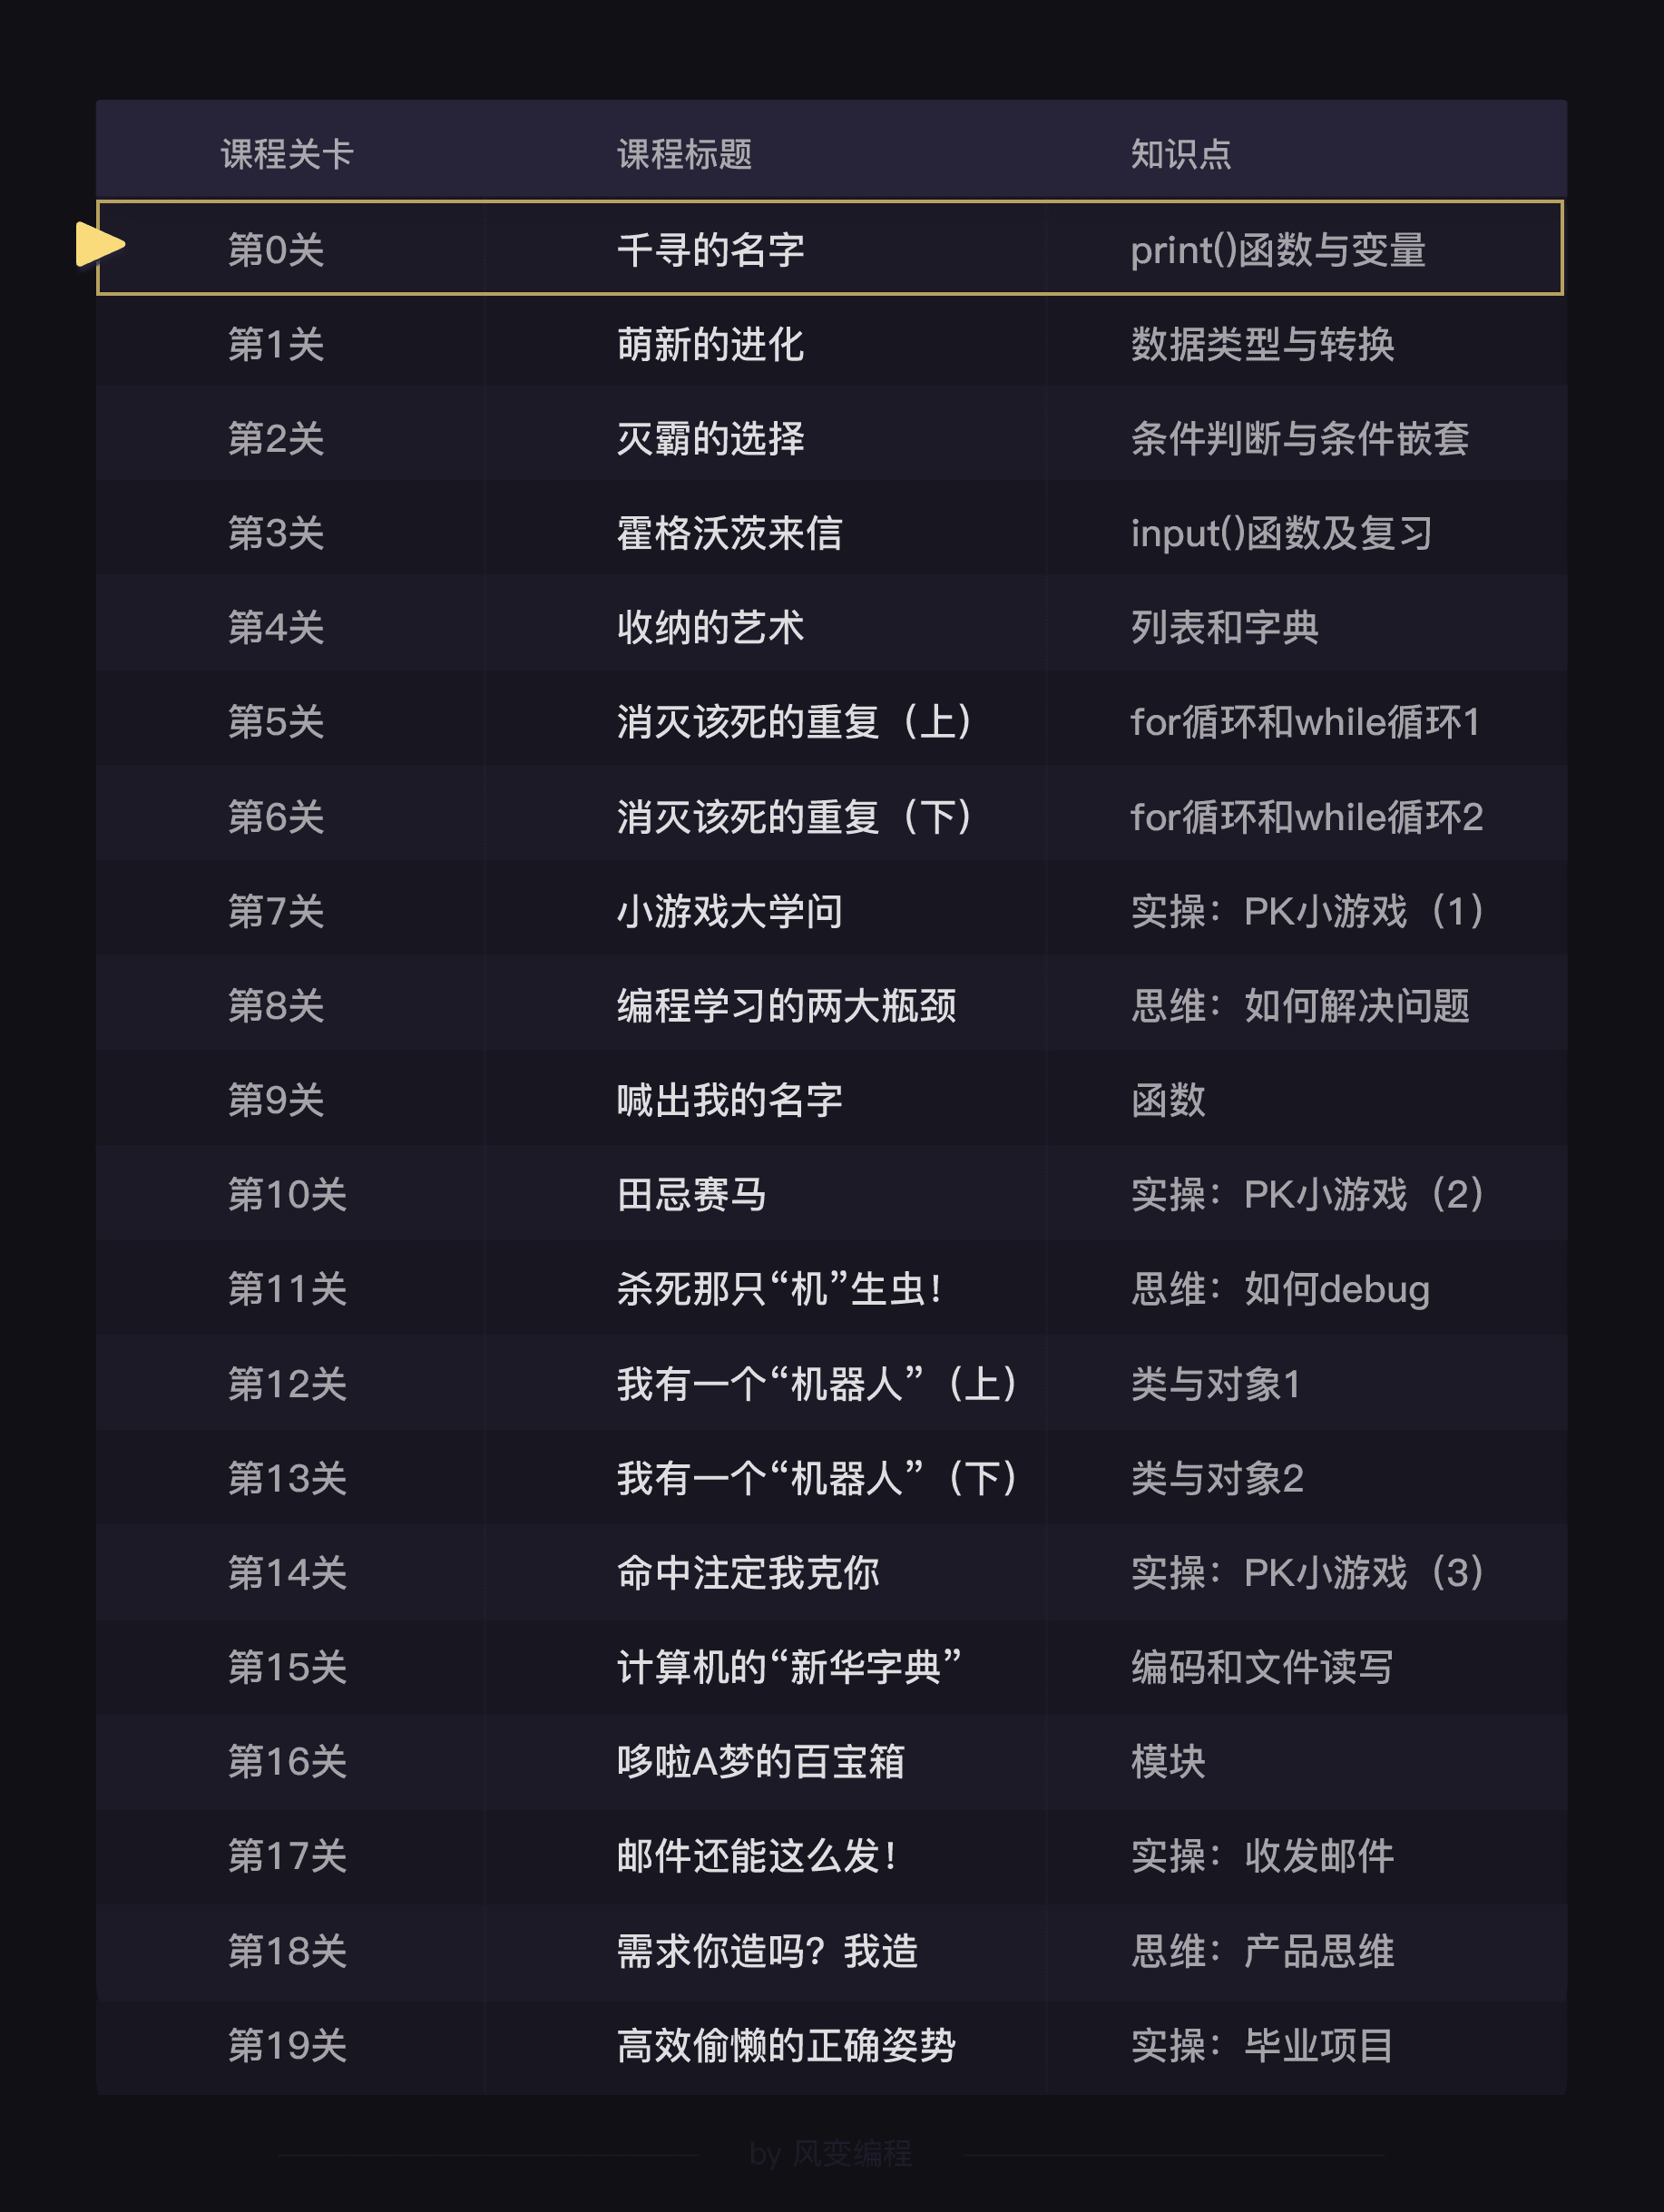 课程关卡 课程标题 知识点
第0关 千寻的名字 print()函数与变量
第1关 萌新的进化 数据类型与转换
第2关 灭霸的选择 条件判断与条件嵌套
第3关 霍格沃茨来信 input()函数及复习
第4关 收纳的艺术 列表和字典
第5关 消灭该死的重复（上） for循环和while循环1
第6关 消灭该死的重复（下） for循环和while循环2
第7关 小游戏大学问 实操：PK小游戏（1）
第8关 编程学习的两大瓶颈 思维：如何解决问题
第9关 喊出我的名字 函数
第10关 田忌赛马 实操：PK小游戏（2）
第11关 杀死那只“机”生虫！ 思维：如何debug
第12关 我有一个“机器人”（上） 类与对象1
第13关 我有一个“机器人”（下） 类与对象2
第14关 命中注定我克你 实操：PK小游戏（3）
第15关 计算机的“新华字典” 编码和文件读写
第16关 哆啦A梦的百宝箱 模块
第17关 邮件还能这么发！ 实操：收发邮件
第18关 需求你造吗？我造 思维：产品思维
第19关 高效偷懒的正确姿势 实操：毕业项目
by 风变编程